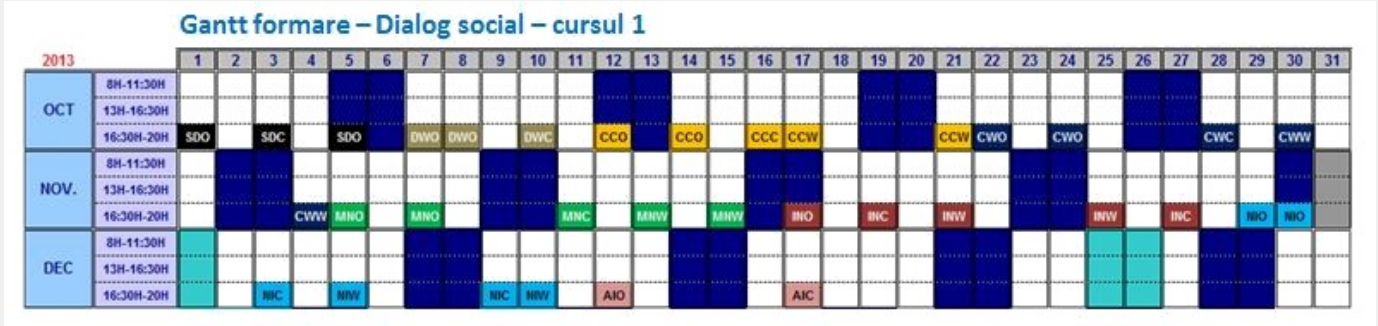 Gantt formare – Dialog social – cursul 1
2013 1 2 3 4 5 6 7 8 9 10 11 12 13 14 15 16 17 18 19 20 21 22 23 24 25 26 27 28 29 30 31
8H-11:30H
OCT 13H-16:30H
16:30H-20H SDO SDC SDO DWO DWO DWC CCO CCO CCC CCW CCW CWO CWO CWC CWW
8H-11:30H
NOV. 13H-16:30H
16:30H-20H CWW MNO MNO MNC MNW MNW INO INC INW INW INC NIO NIO
8H-11:30H
DEC 13H-16:30H
16:30H-20H NIC NIW NIC NIW AIO AIC